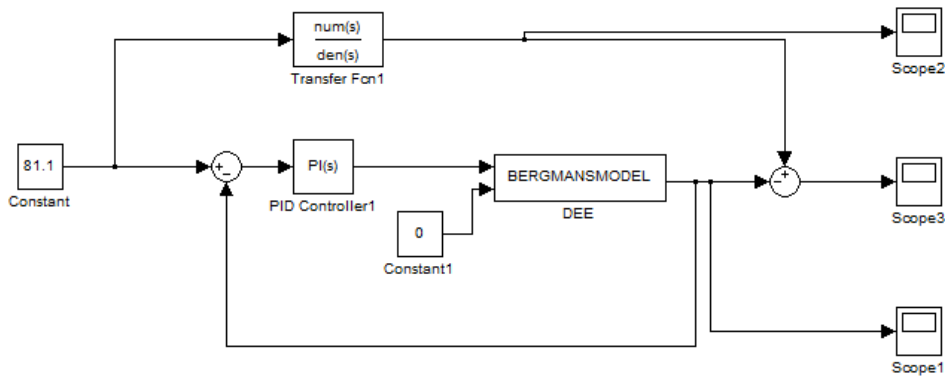 num(s)
den(s)
Transfer Fcn1
Scope2
81.1
Constant
+
−
PI(s)
PID Controller1
BERGMANSMODEL
DEE
+
−
Scope3
0
Constant1
Scope1